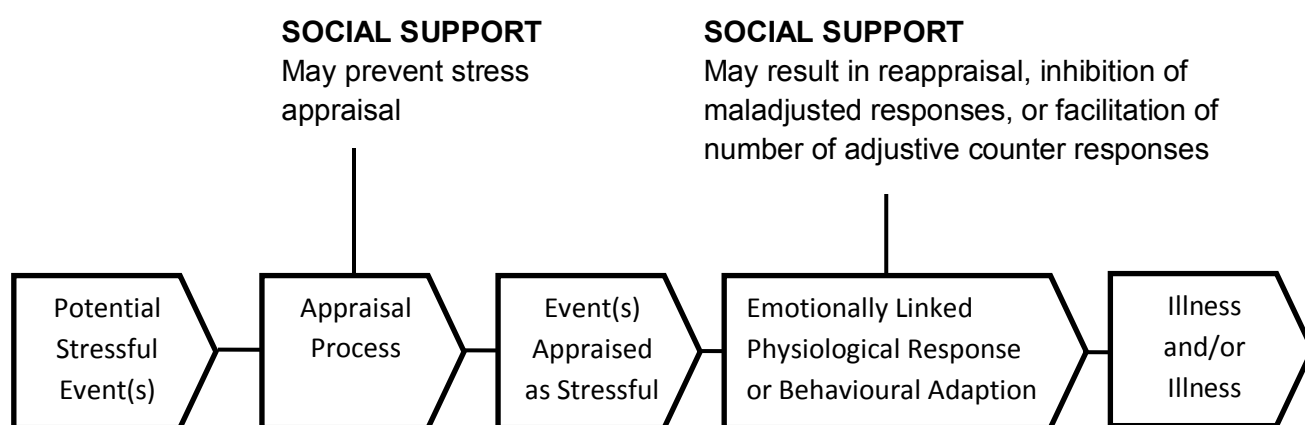 SOCIAL SUPPORT
May prevent stress
appraisal
SOCIAL SUPPORT
May result in reappraisal, inhibition of
maladjusted responses, or facilitation of
number of adjustive counter responses
Potential
Stressful
Event(s)
Appraisal
Process
Event(s)
Appraised
as Stressful
Emotionally Linked
Physiological Response
or Behavioural Adaption
Illness
and/or
Illness